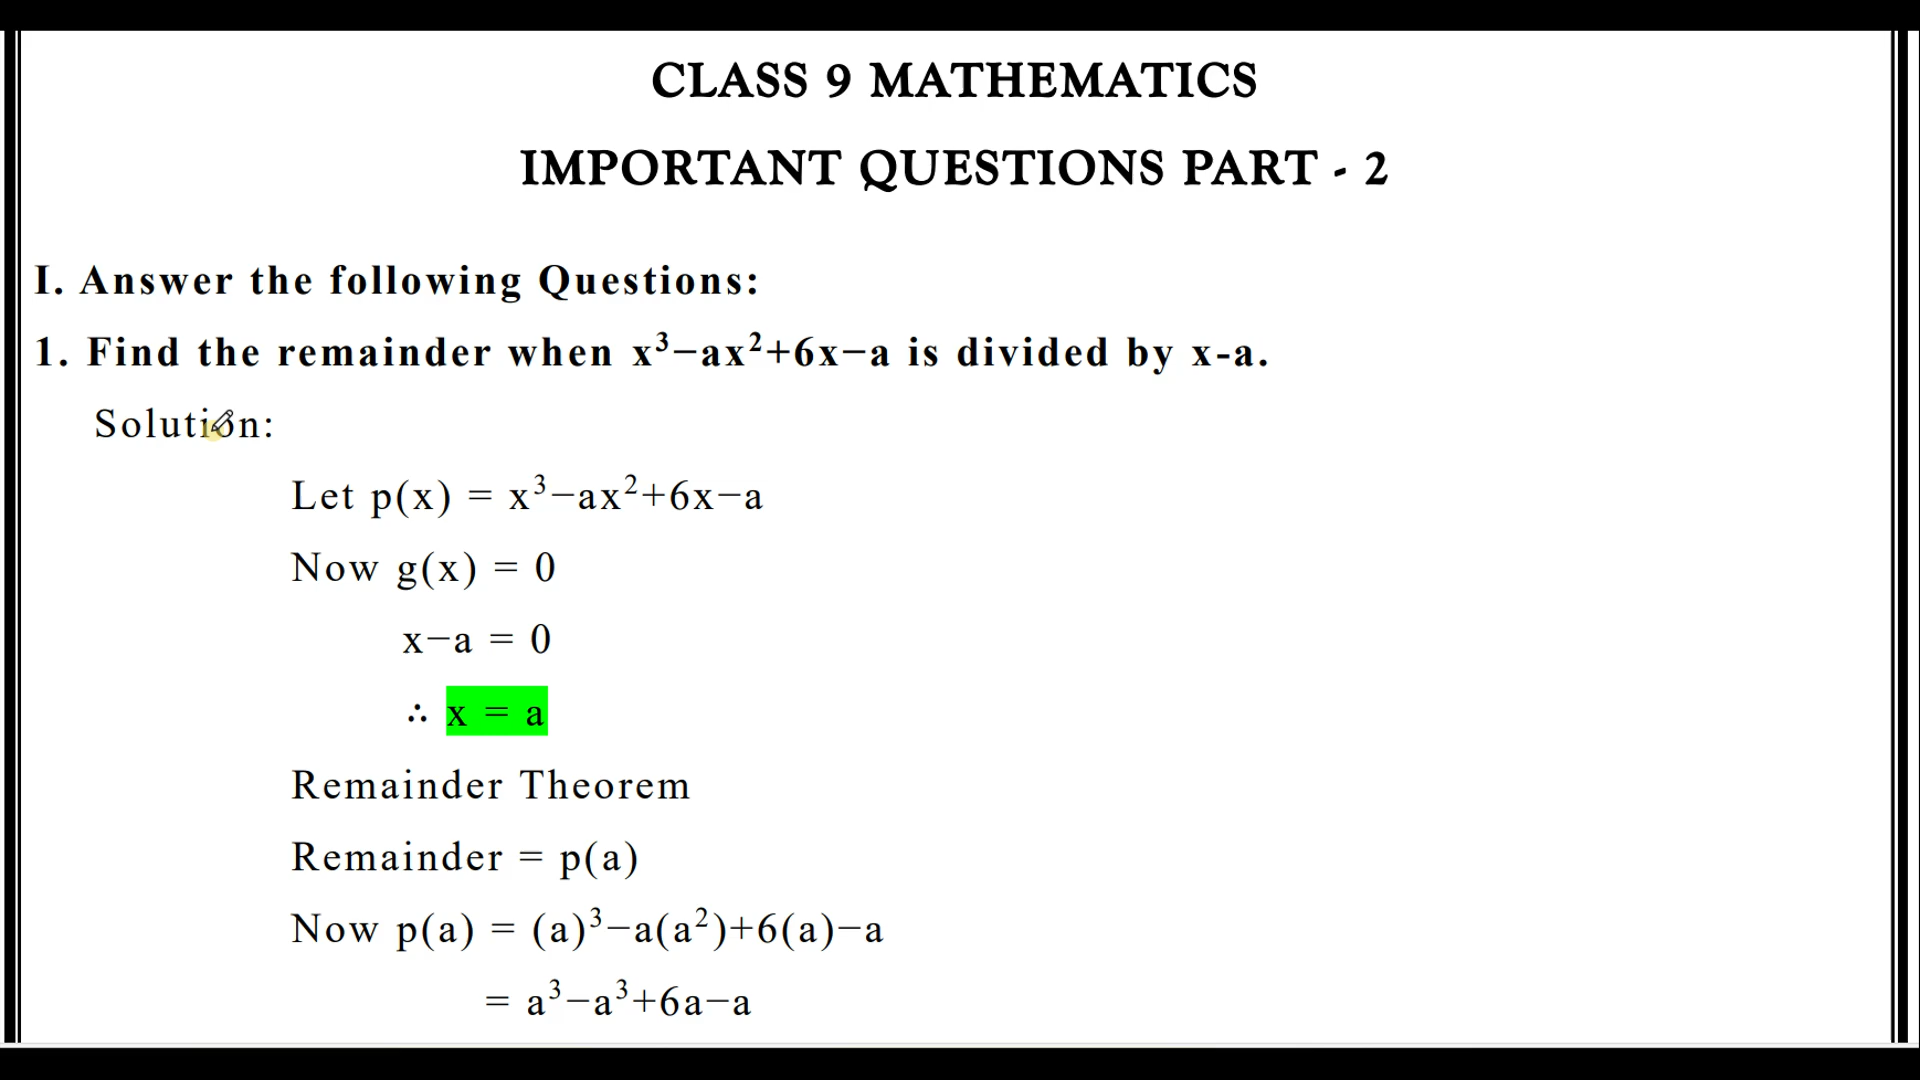 CLASS 9 MATHEMATICS
IMPORTANT QUESTIONS PART - 2
I. Answer the following Questions:
1. Find the remainder when x³−ax²+6x−a is divided by x-a.
Solution:
Let p(x) = x³−ax²+6x−a
Now g(x) = 0
x−a = 0
∴ x = a
Remainder Theorem
Remainder = p(a)
Now p(a) = (a)³−a(a²)+6(a)−a
= a³−a³+6a−a